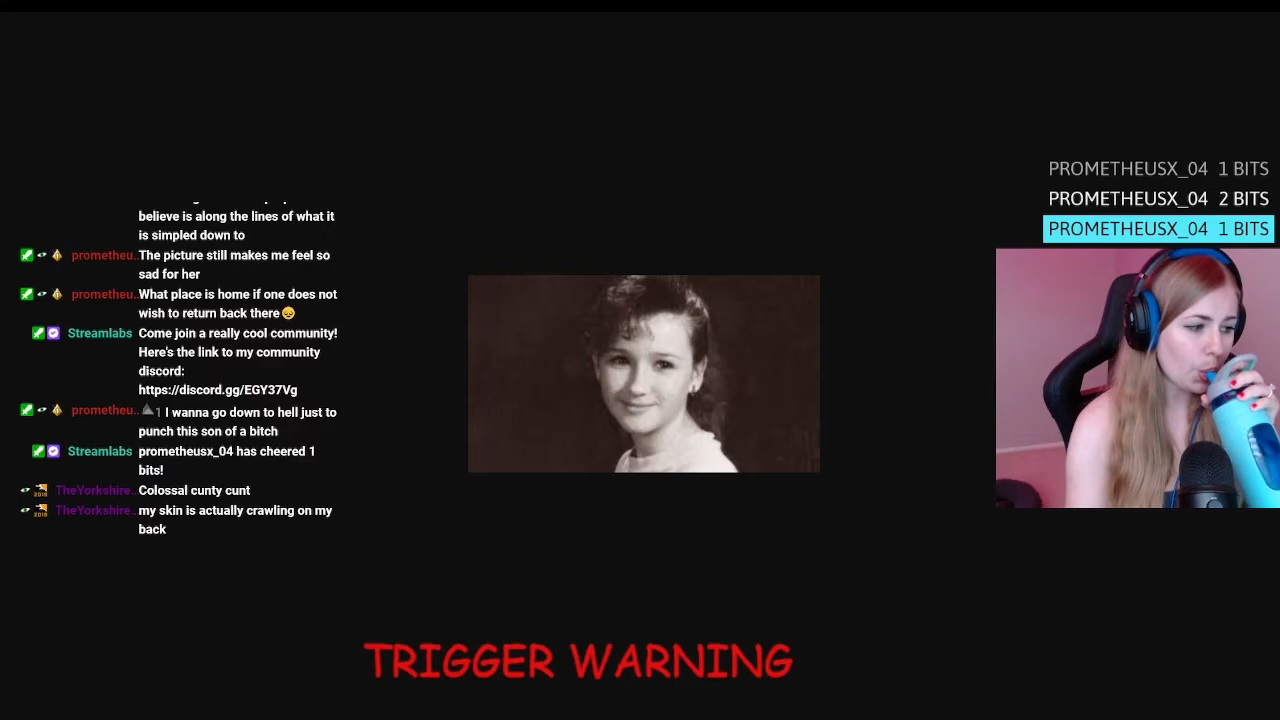 believe is along the lines of what it
is simpled down to
prometheu.. The picture still makes me feel so
sad for her
prometheu.. What place is home if one does not
wish to return back there😞
Streamlabs Come join a really cool community!
Here's the link to my community
discord:
https://discord.gg/EGY37Vg
prometheu.. 1 I wanna go down to hell just to
punch this son of a bitch
Streamlabs prometheusx_04 has cheered 1
bits!
TheYorkshire.. Colossal cunty cunt
TheYorkshire.. my skin is actually crawling on my
back
PROMETHEUSX_04 1 BITS
PROMETHEUSX_04 2 BITS
PROMETHEUSX_04 1 BITS
TRIGGER WARNING